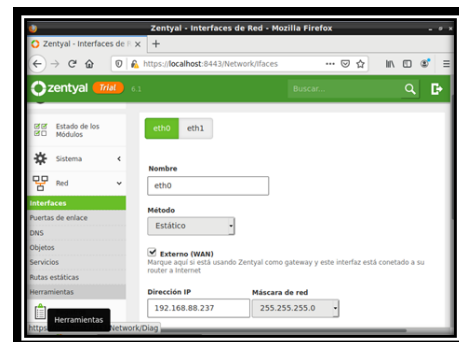 Zentyal - Interfaces de Red - Mozilla Firefox
Zentyal - Interfaces de R
https://localhost:8443/Network/Ifaces
zentyal Trial 6.1 Buscar...
Estado de los
Módulos
Sistema
Red
Interfaces
Puertas de enlace
DNS
Objetos
Servicios
Rutas estáticas
Herramientas
Herramientas
https
Network/Diag
eth0 eth1
Nombre
eth0
Método
Estático
Externo (WAN)
Marque aquí si está usando Zentyal como gateway y este interfaz está conetado a su
router a Internet
Dirección IP Máscara de red
192.168.88.237 255.255.255.0